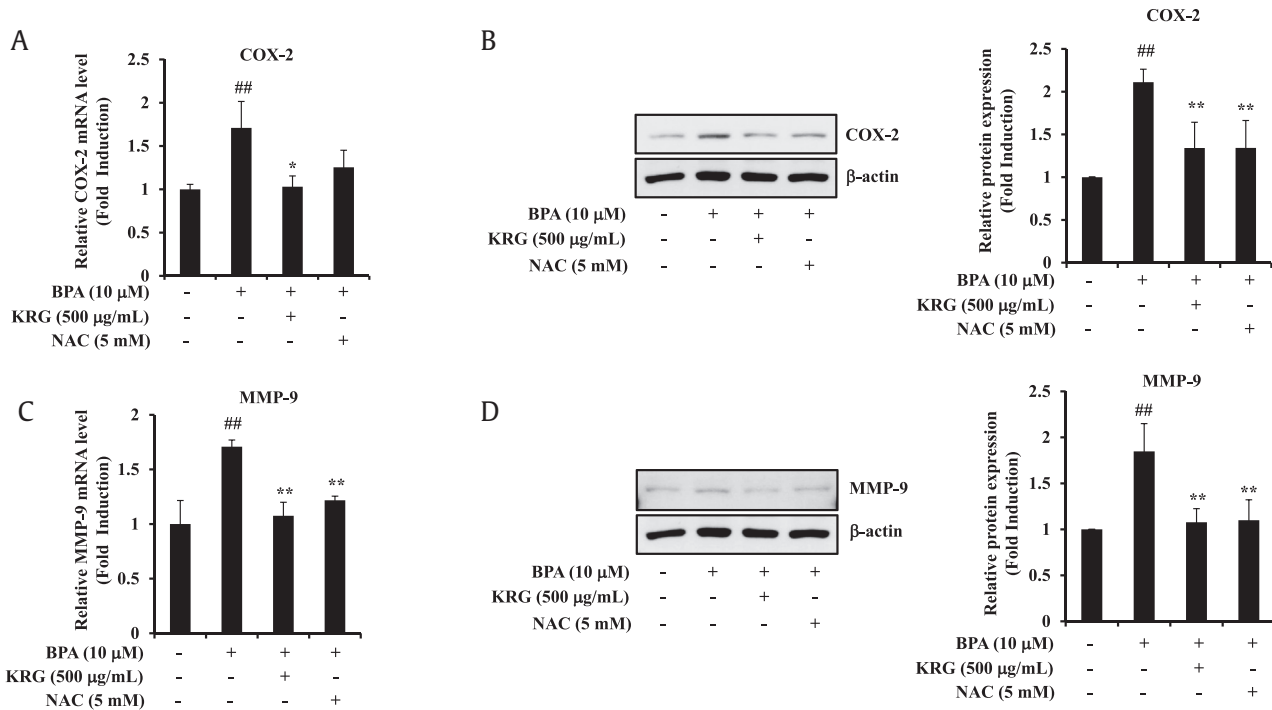 A
COX-2
Relative COX-2 mRNA level
(Fold Induction)
2.5
2
1.5
1
0.5
0
##
*
BPA (10 μM) - + + +
KRG (500 μg/mL) - - + -
NAC (5 mM) - - - +
B
COX-2
β-actin
BPA (10 μM) - + + +
KRG (500 μg/mL) - - + -
NAC (5 mM) - - - +
COX-2
Relative protein expression
(Fold Induction)
2.5
2
1.5
1
0.5
0
##
**
**
BPA (10 μM) - + + +
KRG (500 μg/mL) - - + -
NAC (5 mM) - - - +
C
MMP-9
Relative MMP-9 mRNA level
(Fold Induction)
2
1.5
1
0.5
0
##
**
**
BPA (10 μM) - + + +
KRG (500 μg/mL) - - + -
NAC (5 mM) - - - +
D
MMP-9
β-actin
BPA (10 μM) - + + +
KRG (500 μg/mL) - - + -
NAC (5 mM) - - - +
MMP-9
Relative protein expression
(Fold Induction)
2.5
2
1.5
1
0.5
0
##
**
**
BPA (10 μM) - + + +
KRG (500 μg/mL) - - + -
NAC (5 mM) - - - +